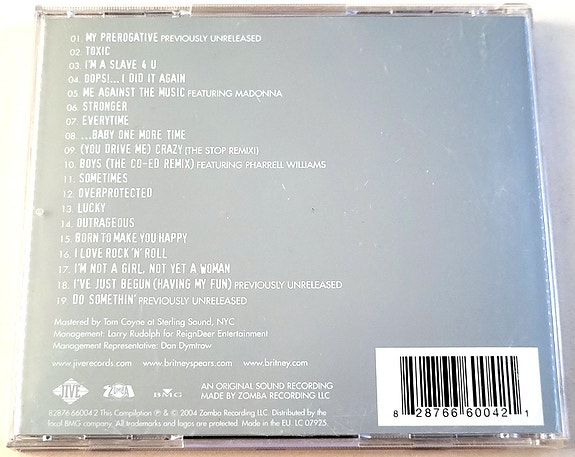 01. MY PREROGATIVE PREVIOUSLY UNRELEASED
02. TOXIC
03. I'M A SLAVE 4 U
04. OOPS!... I DID IT AGAIN
05. ME AGAINST THE MUSIC FEATURING MADONNA
06. STRONGER
07. EVERYTIME
08. ...BABY ONE MORE TIME
09. (YOU DRIVE ME) CRAZY (THE STOP REMIX!)
10. BOYS (THE CO-ED REMIX) FEATURING PHARRELL WILLIAMS
11. SOMETIMES
12. OVERPROTECTED
13. LUCKY
14. OUTRAGEOUS
15. BORN TO MAKE YOU HAPPY
16. I LOVE ROCK 'N' ROLL
17. I'M NOT A GIRL, NOT YET A WOMAN
18. I'VE JUST BEGUN (HAVING MY FUN) PREVIOUSLY UNRELEASED
19. DO SOMETHIN' PREVIOUSLY UNRELEASED
Mastered by Tom Coyne at Sterling Sound, NYC
Management: Larry Rudolph for ReignDeer Entertainment
Management Representative: Dan Dymtrow
www.jiverecords.com www.britneyspears.com www.britney.com
JIVE ZOMBA BMG
AN ORIGINAL SOUND RECORDING
MADE BY ZOMBA RECORDING LLC
82876 66004 2 This Compilation ℗ & © 2004 Zomba Recording LLC. Distributed by the
local BMG company. All trademarks and logos are protected. Made in the EU. LC 07925.
8 28766 60042 1